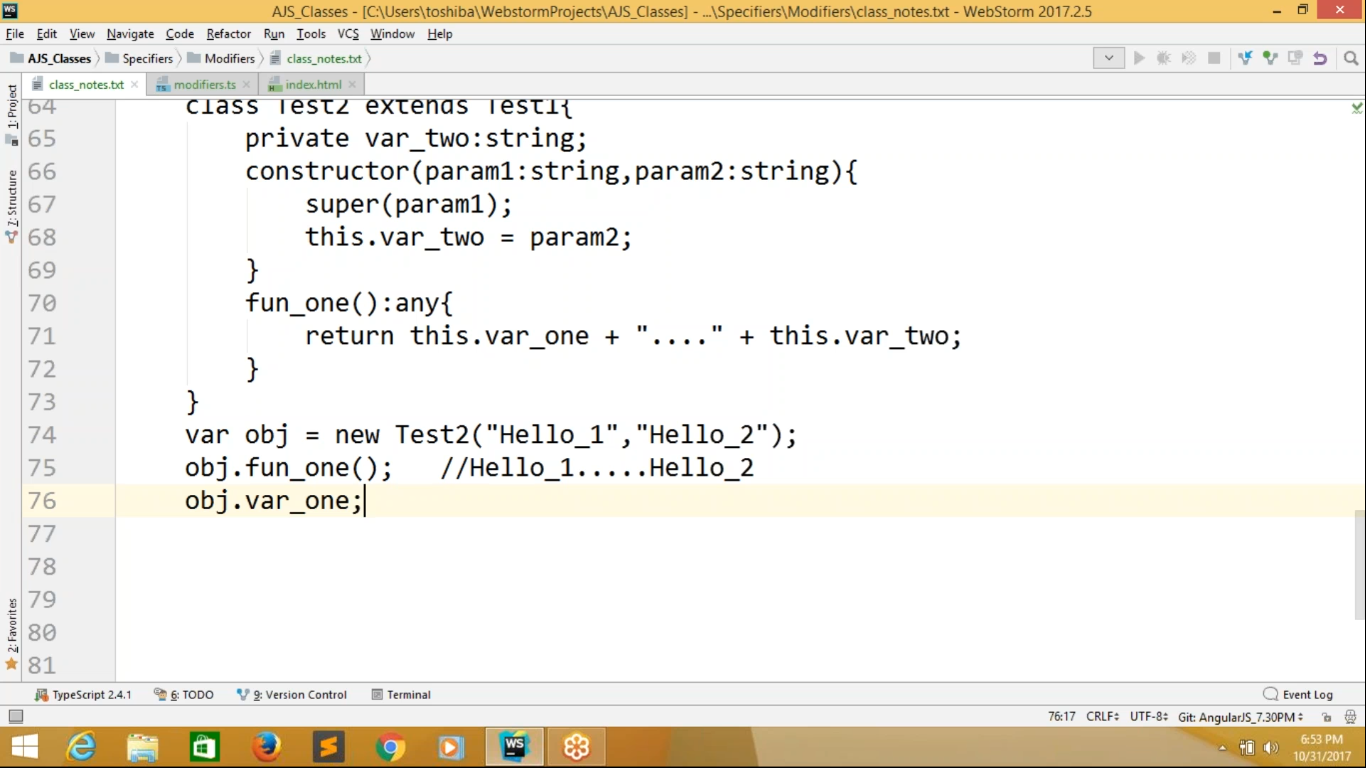 AJS_Classes - [C:\Users\toshiba\WebstormProjects\AJS_Classes] - ...\Specifiers\Modifiers\class_notes.txt - WebStorm 2017.2.5
File Edit View Navigate Code Refactor Run Tools VCS Window Help
AJS_Classes Specifiers Modifiers class_notes.txt
class_notes.txt modifiers.ts index.html
1: Project
7: Structure
2: Favorites
64 class Test2 extends Test1{
65 private var_two:string;
66 constructor(param1:string,param2:string){
67 super(param1);
68 this.var_two = param2;
69 }
70 fun_one():any{
71 return this.var_one + "...." + this.var_two;
72 }
73 }
74 var obj = new Test2("Hello_1","Hello_2");
75 obj.fun_one(); //Hello_1.....Hello_2
76 obj.var_one;
77
78
79
80
81
TypeScript 2.4.1 6: TODO 9: Version Control Terminal Event Log
76:17 CRLF÷ UTF-8÷ Git: AngularJS_7.30PM÷
WS
6:53 PM
10/31/2017